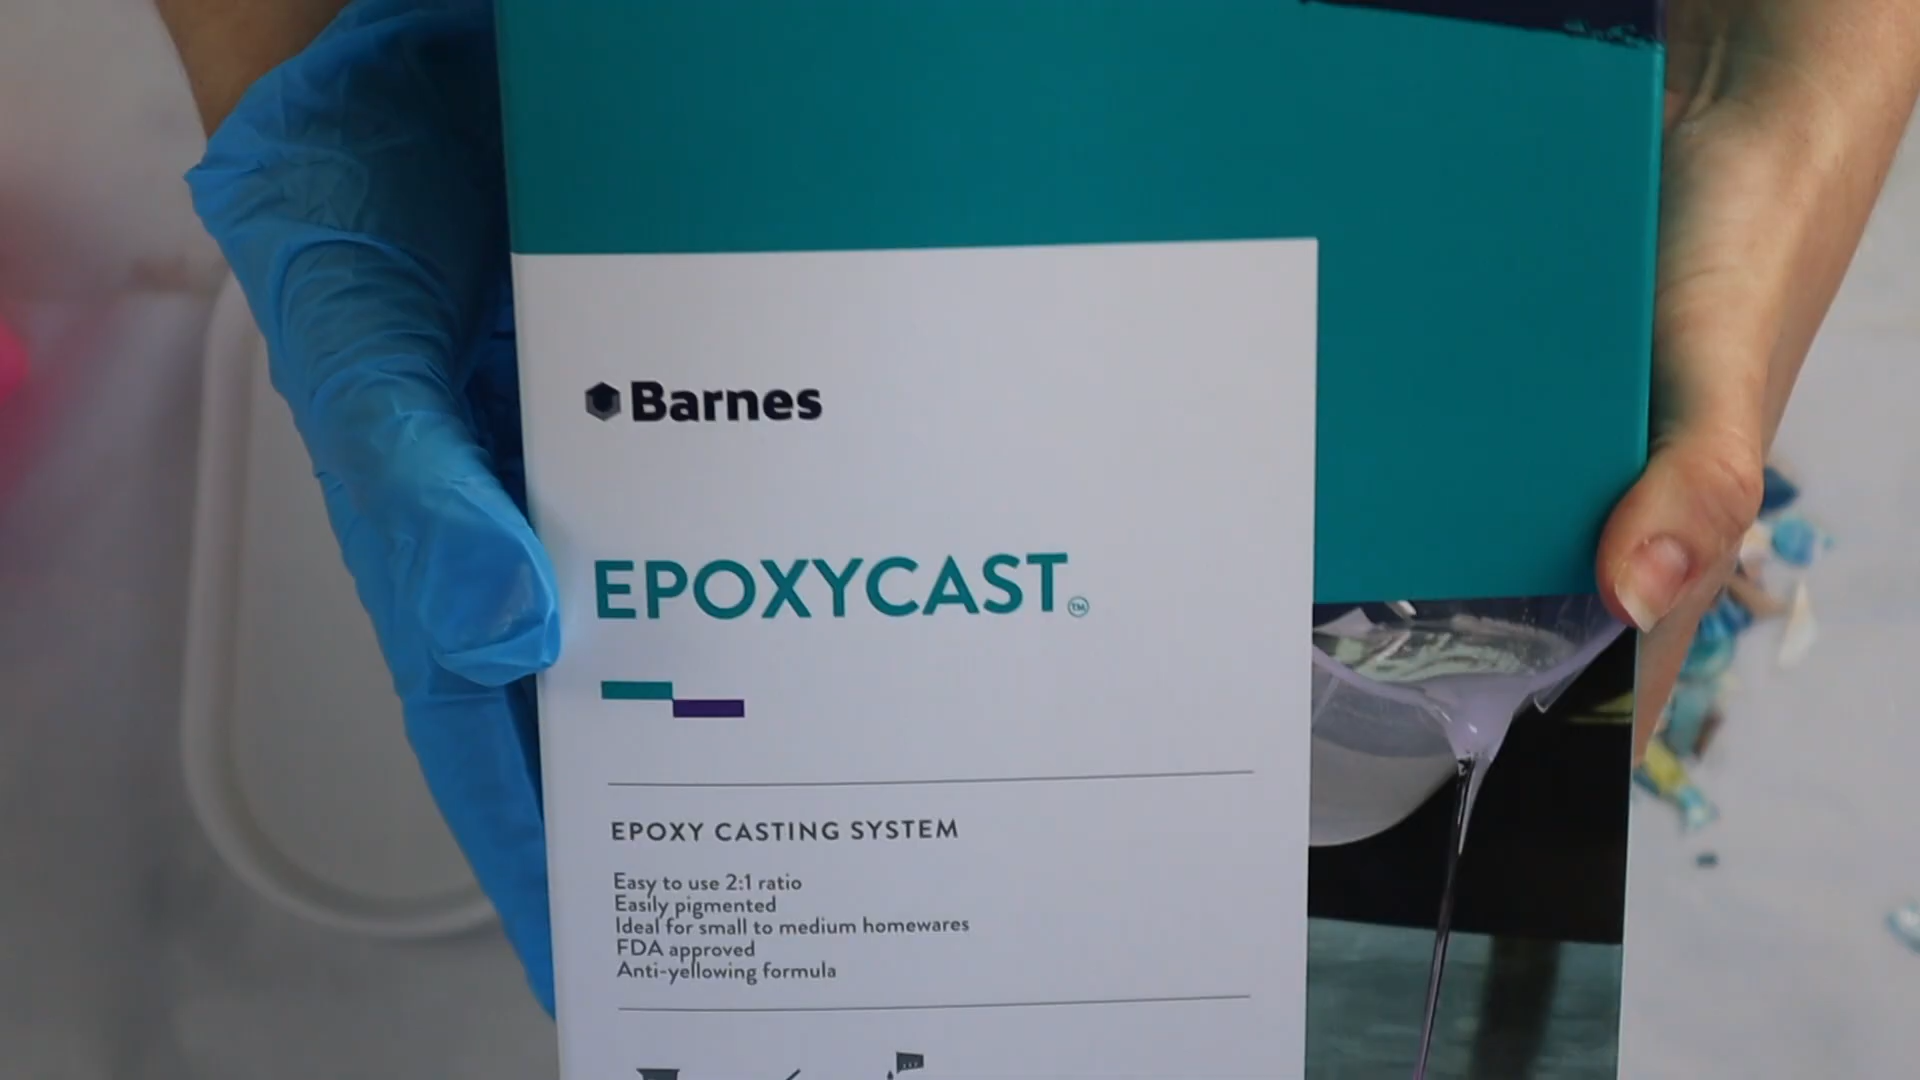 Barnes
EPOXYCAST™
EPOXY CASTING SYSTEM
Easy to use 2:1 ratio
Easily pigmented
Ideal for small to medium homewares
FDA approved
Anti-yellowing formula